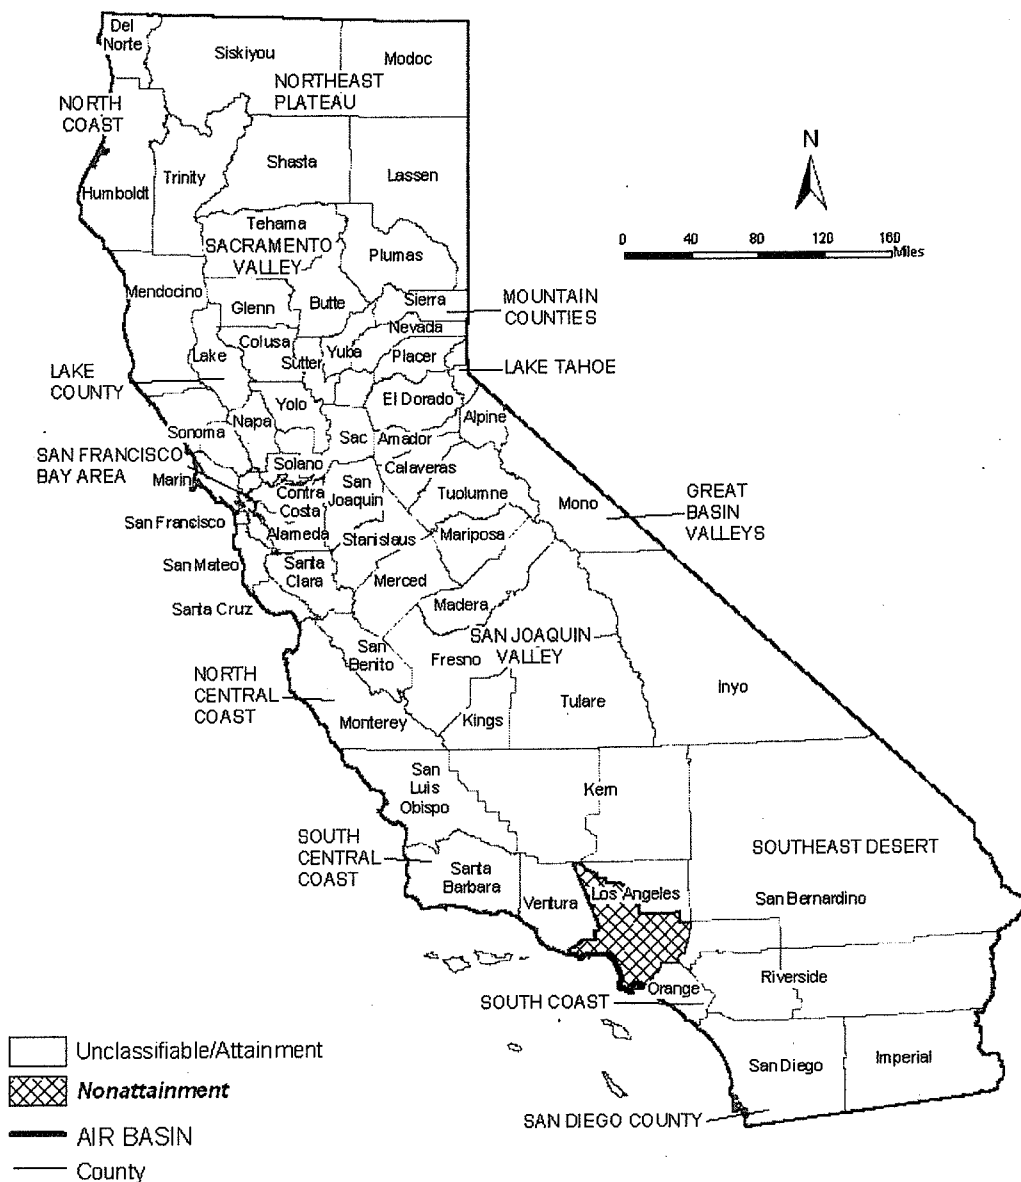 Del
Norte
Siskiyou
Modoc
NORTHEAST
PLATEAU
NORTH
COAST
N
Shasta
Trinity
Lassen
Humboldt
Tehama
SACRAMENTO
VALLEY
Plumas
0 40 80 120 160
Miles
Mendocino
Glenn
Butte
Sierra
MOUNTAIN
COUNTIES
Nevada
Colusa
Lake
Sutter
Yuba
Placer
LAKE TAHOE
LAKE
COUNTY
Yolo
El Dorado
Napa
Alpine
Sonoma
Sac
Amador
SAN FRANCISCO
BAY AREA
Solano
Calaveras
Marin
Contra
Costa
San
Joaquin
Tuolumne
Mono
GREAT
BASIN
VALLEYS
San Francisco
Alameda
Stanislaus
Mariposa
San Mateo
Santa
Clara
Merced
Santa Cruz
Madera
San
Benito
Fresno
SAN JOAQUIN
VALLEY
NORTH
CENTRAL
COAST
Monterey
Kings
Tulare
Inyo
San
Luis
Obispo
Kern
SOUTH
CENTRAL
COAST
Santa
Barbara
Ventura
Los Angeles
SOUTHEAST DESERT
San Bernardino
Riverside
Orange
SOUTH COAST
San Diego
Imperial
SAN DIEGO COUNTY
Unclassifiable/Attainment
Nonattainment
AIR BASIN
County